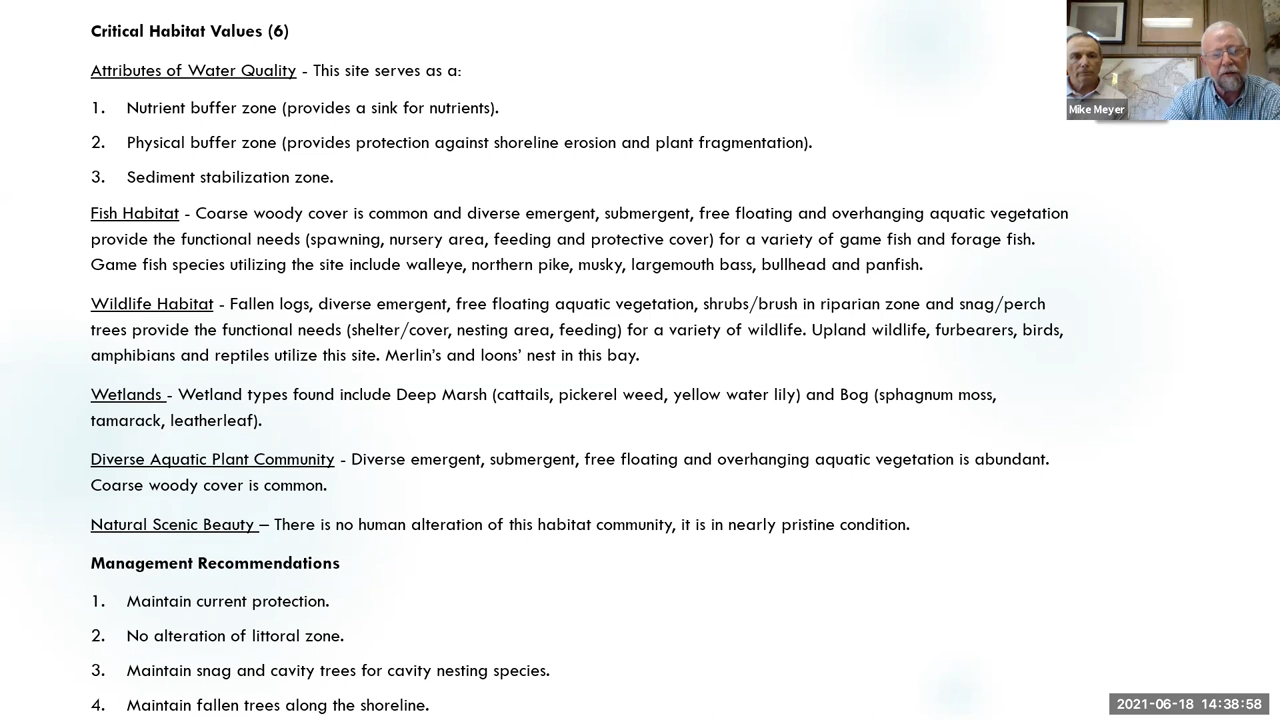 Critical Habitat Values (6)
Attributes of Water Quality - This site serves as a:
1. Nutrient buffer zone (provides a sink for nutrients).
2. Physical buffer zone (provides protection against shoreline erosion and plant fragmentation).
3. Sediment stabilization zone.
Fish Habitat - Coarse woody cover is common and diverse emergent, submergent, free floating and overhanging aquatic vegetation
provide the functional needs (spawning, nursery area, feeding and protective cover) for a variety of game fish and forage fish.
Game fish species utilizing the site include walleye, northern pike, musky, largemouth bass, bullhead and panfish.
Wildlife Habitat - Fallen logs, diverse emergent, free floating aquatic vegetation, shrubs/brush in riparian zone and snag/perch
trees provide the functional needs (shelter/cover, nesting area, feeding) for a variety of wildlife. Upland wildlife, furbearers, birds,
amphibians and reptiles utilize this site. Merlin's and loons' nest in this bay.
Wetlands - Wetland types found include Deep Marsh (cattails, pickerel weed, yellow water lily) and Bog (sphagnum moss,
tamarack, leatherleaf).
Diverse Aquatic Plant Community - Diverse emergent, submergent, free floating and overhanging aquatic vegetation is abundant.
Coarse woody cover is common.
Natural Scenic Beauty – There is no human alteration of this habitat community, it is in nearly pristine condition.
Management Recommendations
1. Maintain current protection.
2. No alteration of littoral zone.
3. Maintain snag and cavity trees for cavity nesting species.
4. Maintain fallen trees along the shoreline.
Mike Meyer
2021-06-18 14:38:58